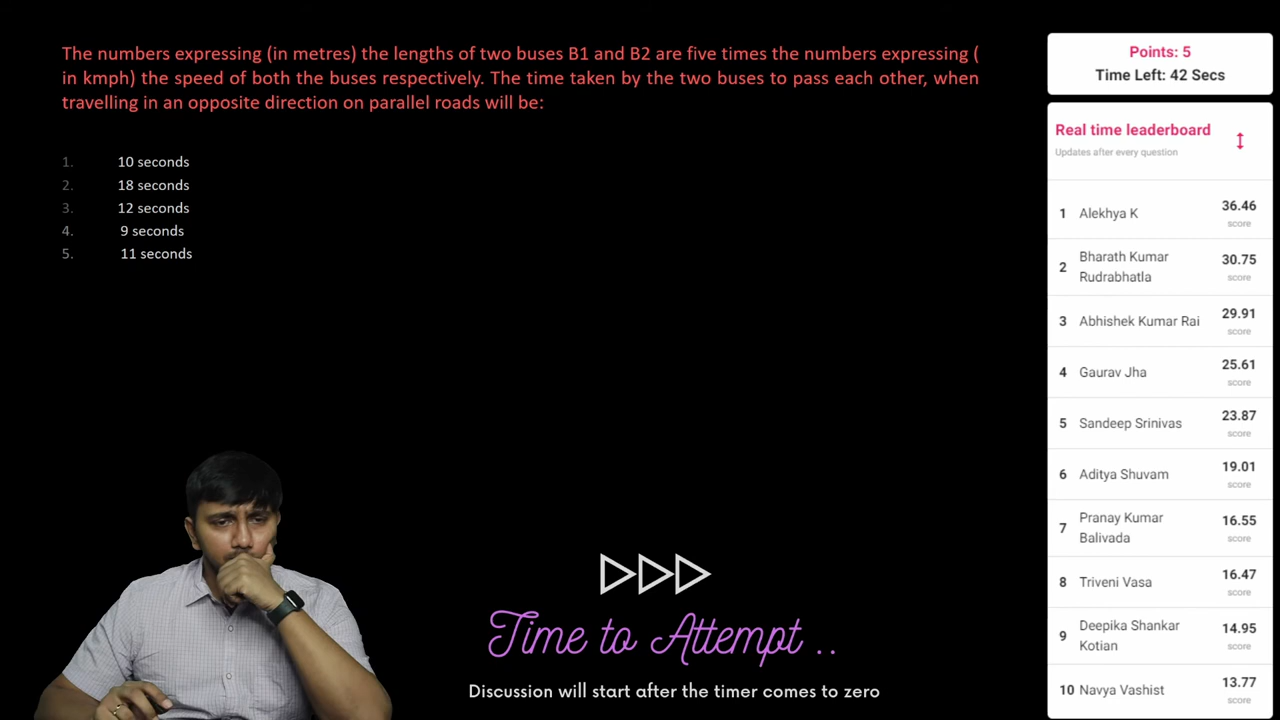 The numbers expressing (in metres) the lengths of two buses B1 and B2 are five times the numbers expressing (
in kmph) the speed of both the buses respectively. The time taken by the two buses to pass each other, when
travelling in an opposite direction on parallel roads will be:
1. 10 seconds
2. 18 seconds
3. 12 seconds
4. 9 seconds
5. 11 seconds
Time to Attempt ..
Discussion will start after the timer comes to zero
Points: 5
Time Left: 42 Secs
Real time leaderboard
Updates after every question
1 Alekhya K 36.46
score
2 Bharath Kumar Rudrabhatla 30.75
score
3 Abhishek Kumar Rai 29.91
score
4 Gaurav Jha 25.61
score
5 Sandeep Srinivas 23.87
score
6 Aditya Shuvam 19.01
score
7 Pranay Kumar Balivada 16.55
score
8 Triveni Vasa 16.47
score
9 Deepika Shankar Kotian 14.95
score
10 Navya Vashist 13.77
score